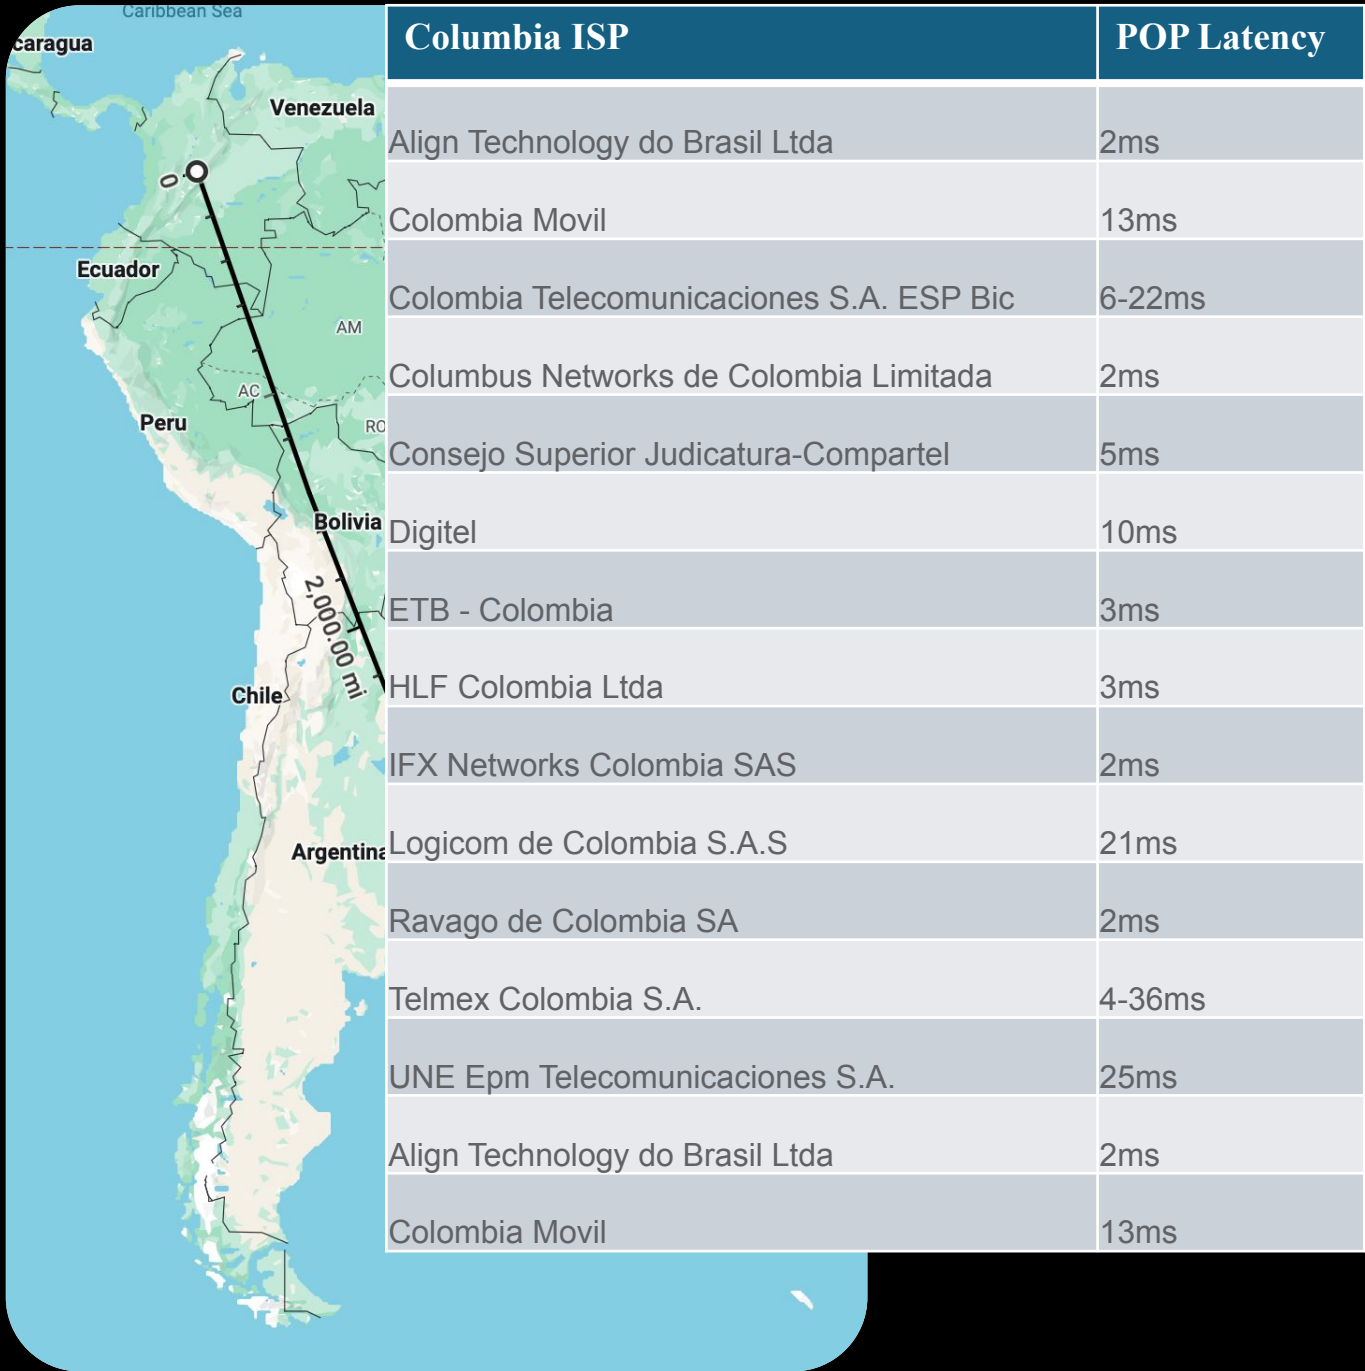 Caribbean Sea
caragua
Venezuela
0
Ecuador
AM
AC
Peru
RO
Bolivia
2,000.00 mi
Chile
Argentina
Columbia ISP	POP Latency
Align Technology do Brasil Ltda	2ms
Colombia Movil	13ms
Colombia Telecomunicaciones S.A. ESP Bic	6-22ms
Columbus Networks de Colombia Limitada	2ms
Consejo Superior Judicatura-Compartel	5ms
Digitel	10ms
ETB - Colombia	3ms
HLF Colombia Ltda	3ms
IFX Networks Colombia SAS	2ms
Logicom de Colombia S.A.S	21ms
Ravago de Colombia SA	2ms
Telmex Colombia S.A.	4-36ms
UNE Epm Telecomunicaciones S.A.	25ms
Align Technology do Brasil Ltda	2ms
Colombia Movil	13ms